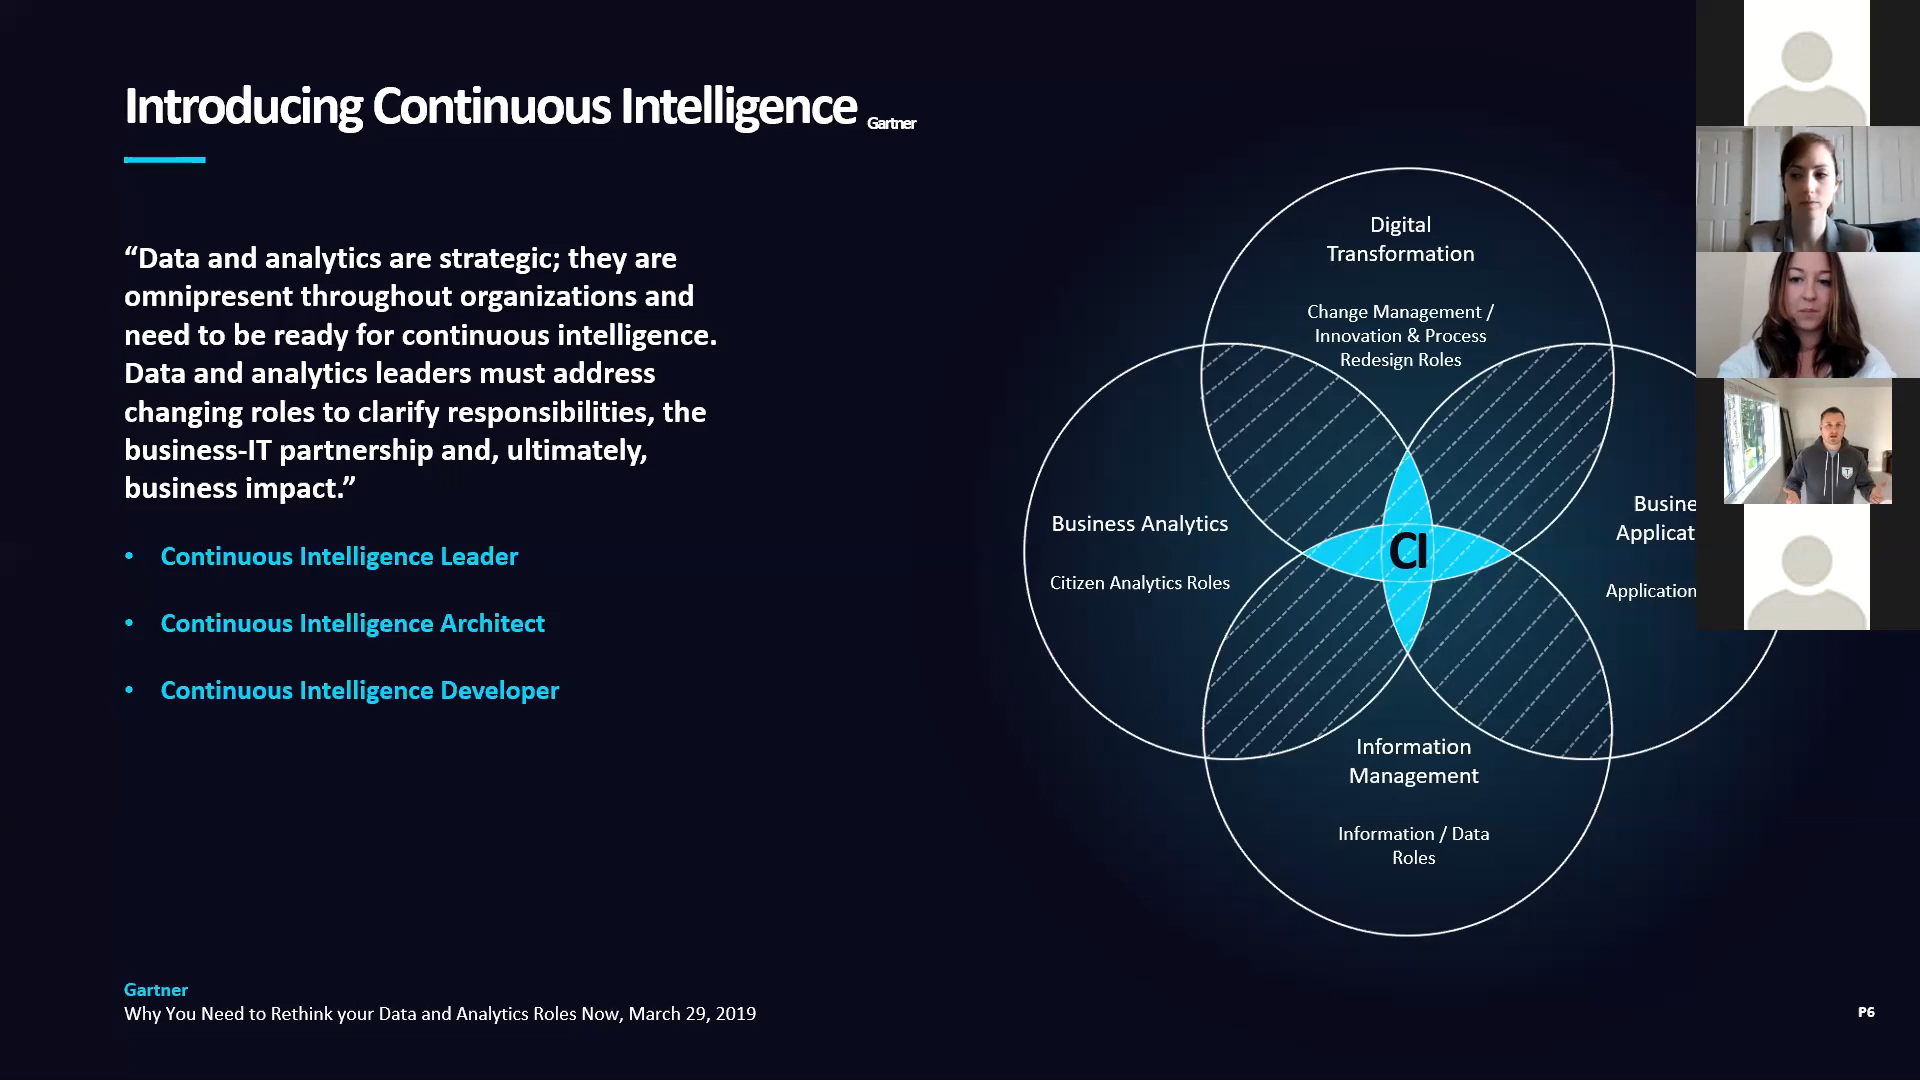 Introducing Continuous Intelligence Gartner
“Data and analytics are strategic; they are
omnipresent throughout organizations and
need to be ready for continuous intelligence.
Data and analytics leaders must address
changing roles to clarify responsibilities, the
business-IT partnership and, ultimately,
business impact.”
• Continuous Intelligence Leader
• Continuous Intelligence Architect
• Continuous Intelligence Developer
Digital
Transformation
Change Management /
Innovation & Process
Redesign Roles
Business Analytics
Citizen Analytics Roles
CI
Application
Information
Management
Information / Data
Roles
Gartner
Why You Need to Rethink your Data and Analytics Roles Now, March 29, 2019
P6